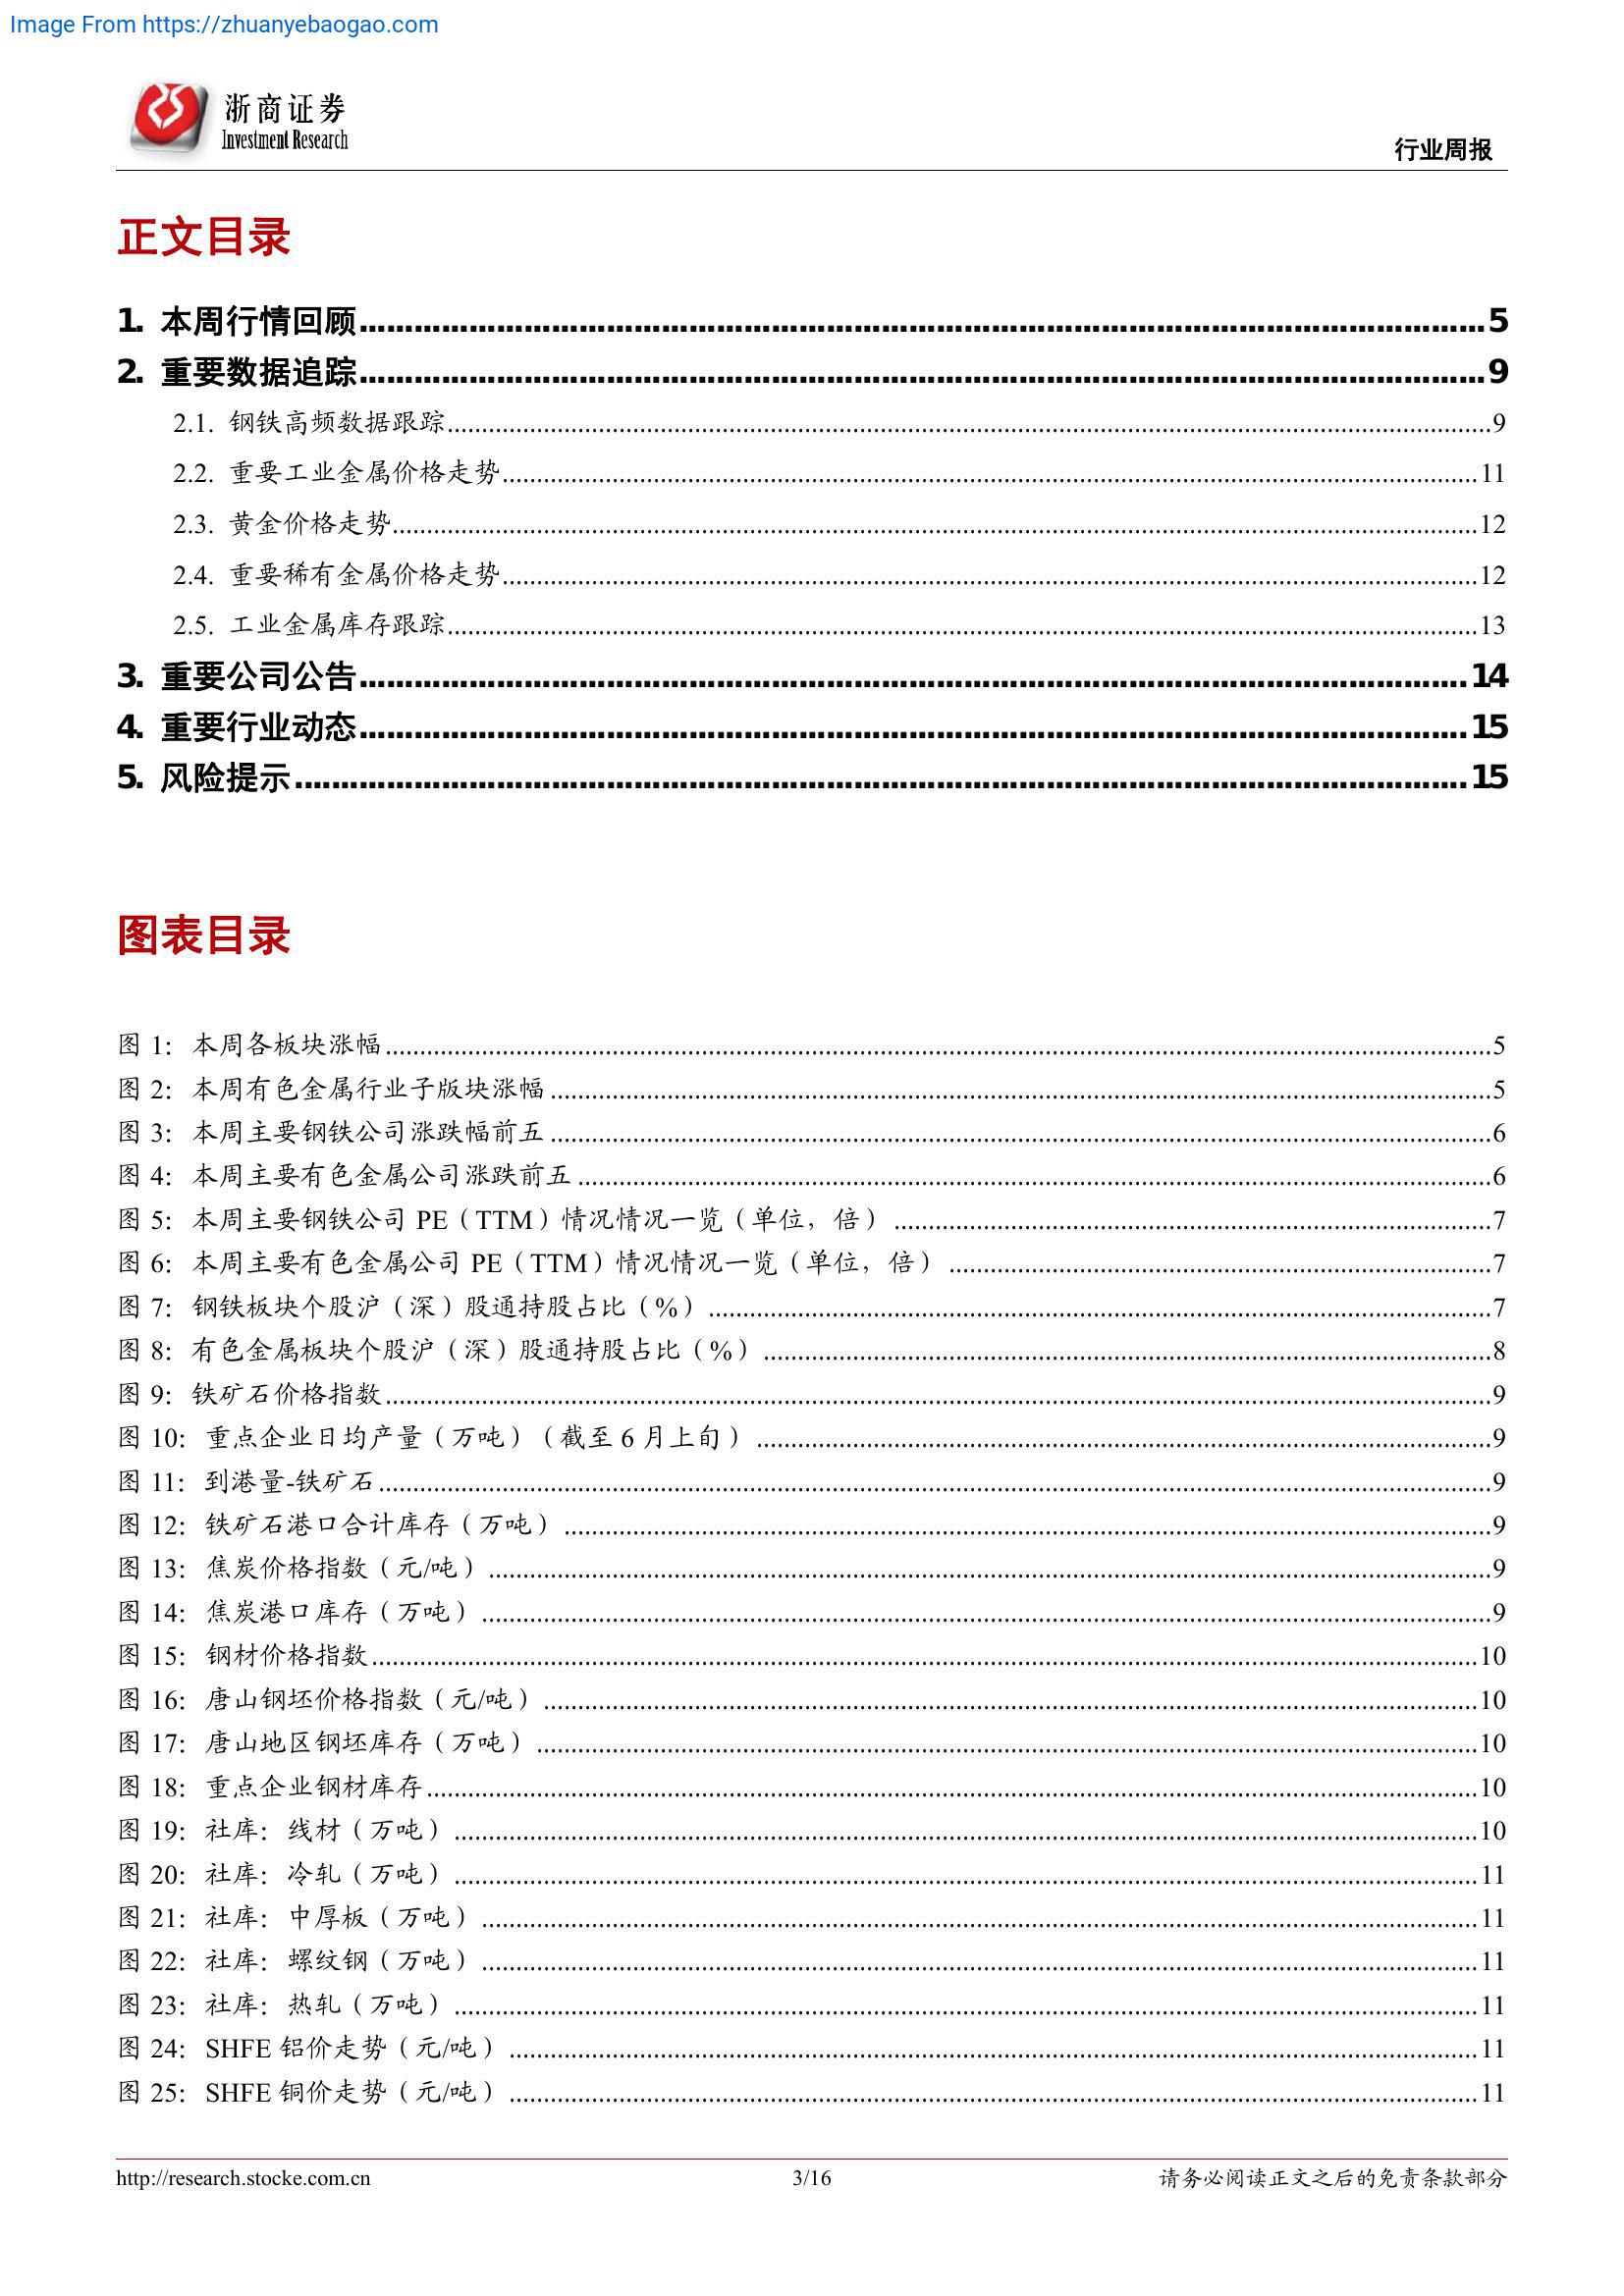 Image From https://zhuanyebaogao.com
浙商证券
Investment Research
行业周报
正文目录
1. 本周行情回顾 5
2. 重要数据追踪 9
2.1. 钢铁高频数据跟踪 9
2.2. 重要工业金属价格走势 11
2.3. 黄金价格走势 12
2.4. 重要稀有金属价格走势 12
2.5. 工业金属库存跟踪 13
3. 重要公司公告 14
4. 重要行业动态 15
5. 风险提示 15
图表目录
图 1：本周各板块涨幅 5
图 2：本周有色金属行业子版块涨幅 5
图 3：本周主要钢铁公司涨跌幅前五 6
图 4：本周主要有色金属公司涨跌前五 6
图 5：本周主要钢铁公司 PE（TTM）情况情况一览（单位，倍） 7
图 6：本周主要有色金属公司 PE（TTM）情况情况一览（单位，倍） 7
图 7：钢铁板块个股沪（深）股通持股占比（%） 7
图 8：有色金属板块个股沪（深）股通持股占比（%） 8
图 9：铁矿石价格指数 9
图 10：重点企业日均产量（万吨）（截至 6 月上旬） 9
图 11：到港量-铁矿石 9
图 12：铁矿石港口合计库存（万吨） 9
图 13：焦炭价格指数（元/吨） 9
图 14：焦炭港口库存（万吨） 9
图 15：钢材价格指数 10
图 16：唐山钢坯价格指数（元/吨） 10
图 17：唐山地区钢坯库存（万吨） 10
图 18：重点企业钢材库存 10
图 19：社库：线材（万吨） 10
图 20：社库：冷轧（万吨） 11
图 21：社库：中厚板（万吨） 11
图 22：社库：螺纹钢（万吨） 11
图 23：社库：热轧（万吨） 11
图 24：SHFE 铝价走势（元/吨） 11
图 25：SHFE 铜价走势（元/吨） 11
http://research.stocke.com.cn 3/16 请务必阅读正文之后的免责条款部分